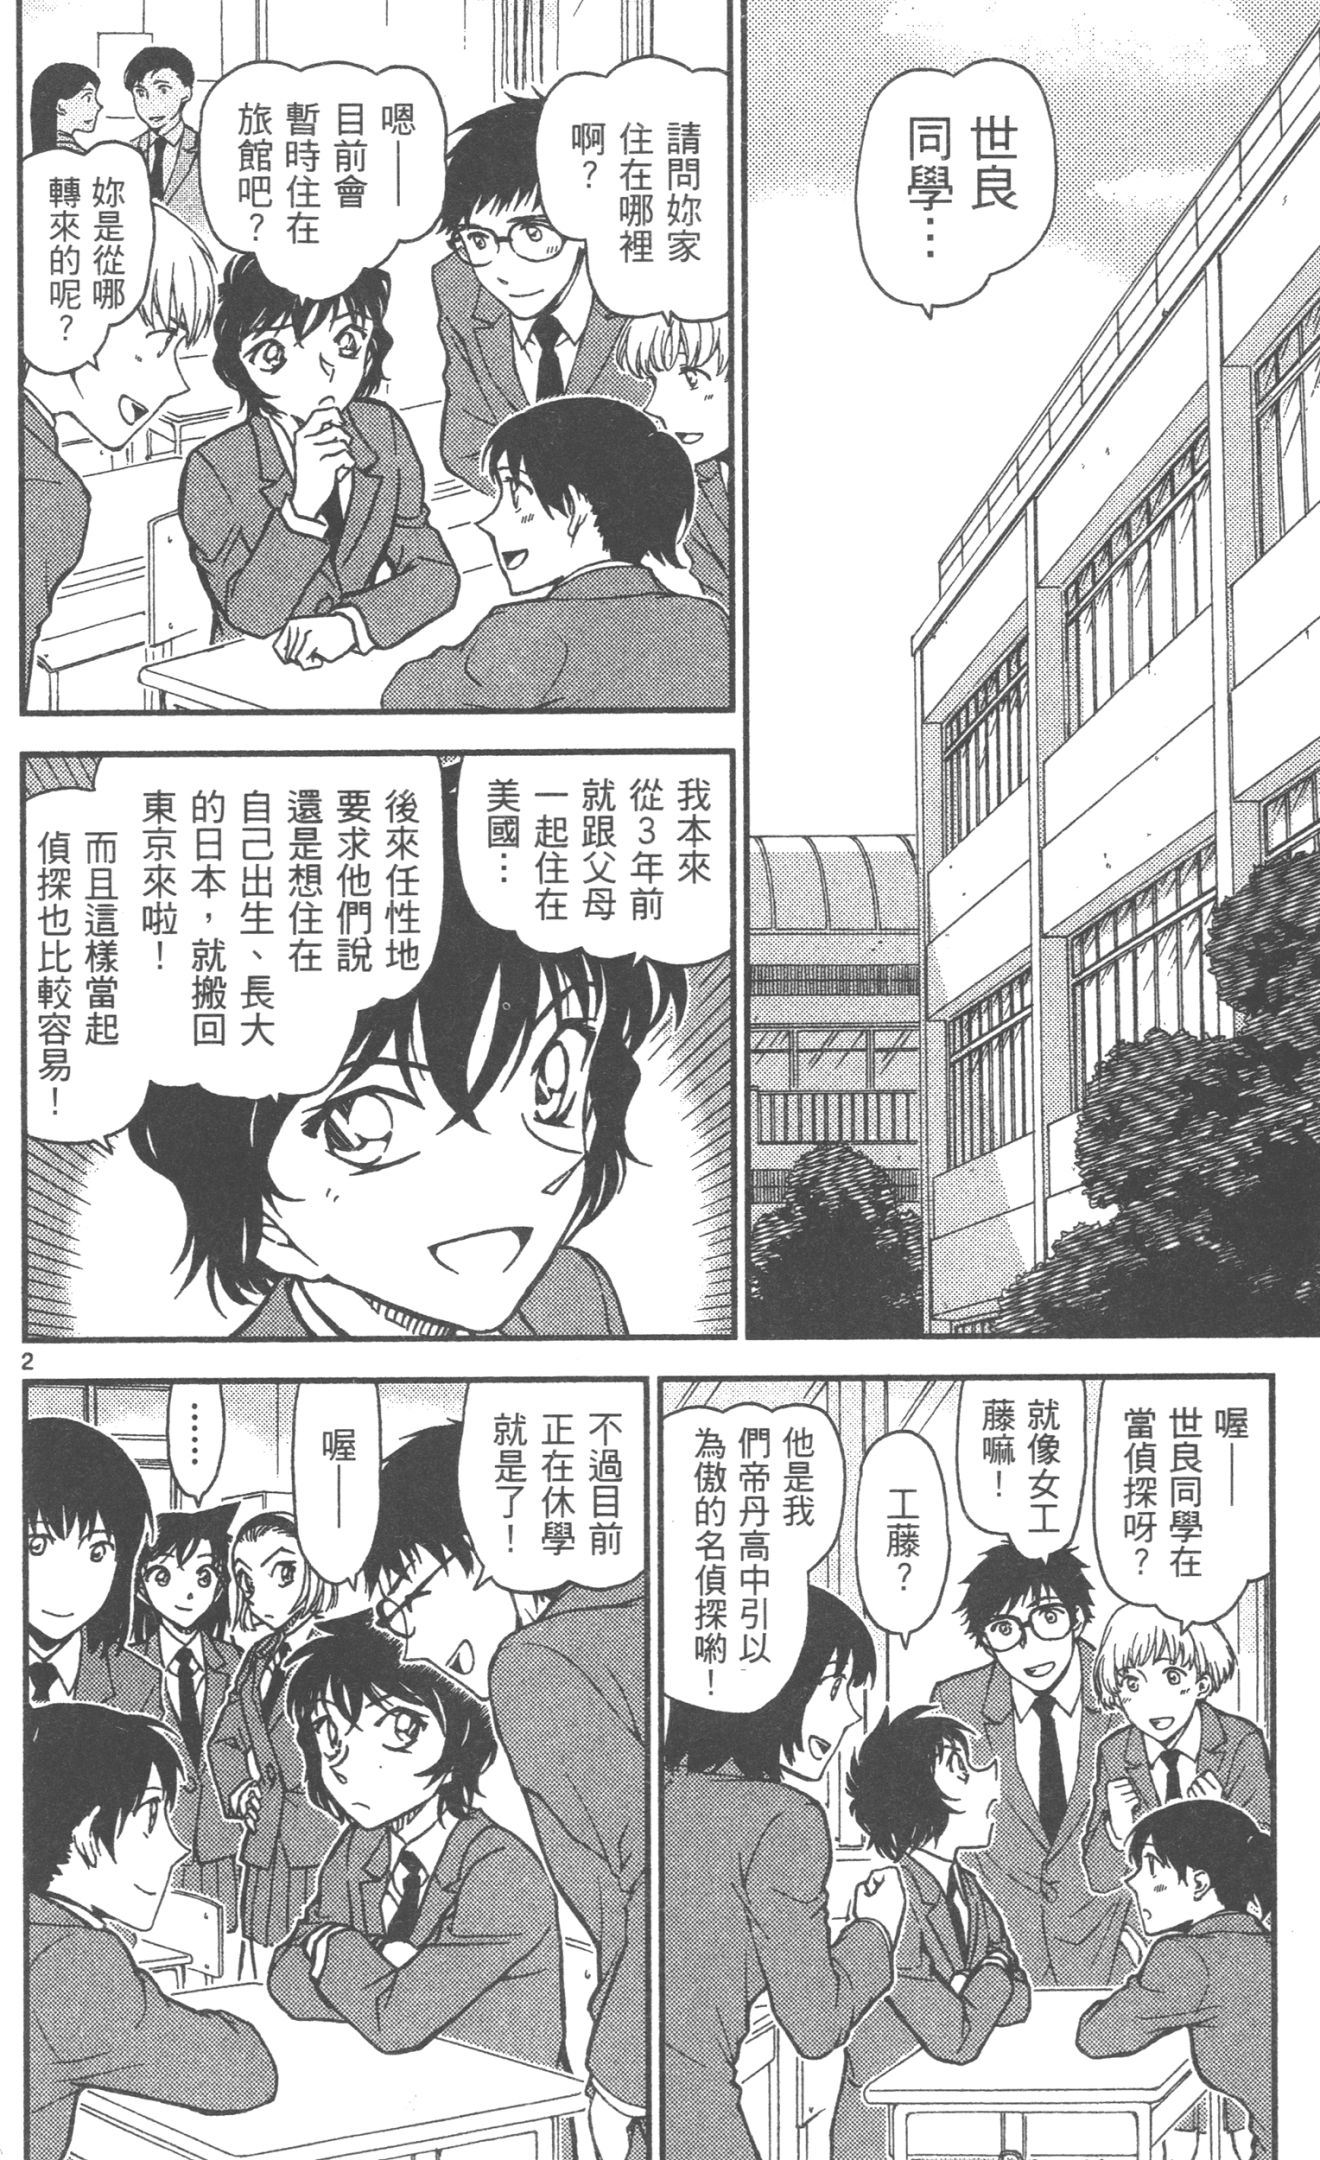 世良
同學…
請問妳家
住在哪裡
啊？
嗯——
目前會
暫時住在
旅館吧？
妳是從哪
轉來的呢？
我本來
從3年前
就跟父母
一起住在
美國…
後來任性地
要求他們說
還是想住在
自己出生、長大
的日本，就搬回
東京來啦！
而且這樣當起
偵探也比較容易！
2
喔——
世良同學在
當偵探呀？
就像女工
藤嘛！
工藤？
他是我
們帝丹高中引以
為傲的名偵探喲！
不過目前
正在休學
就是了！
喔——
……